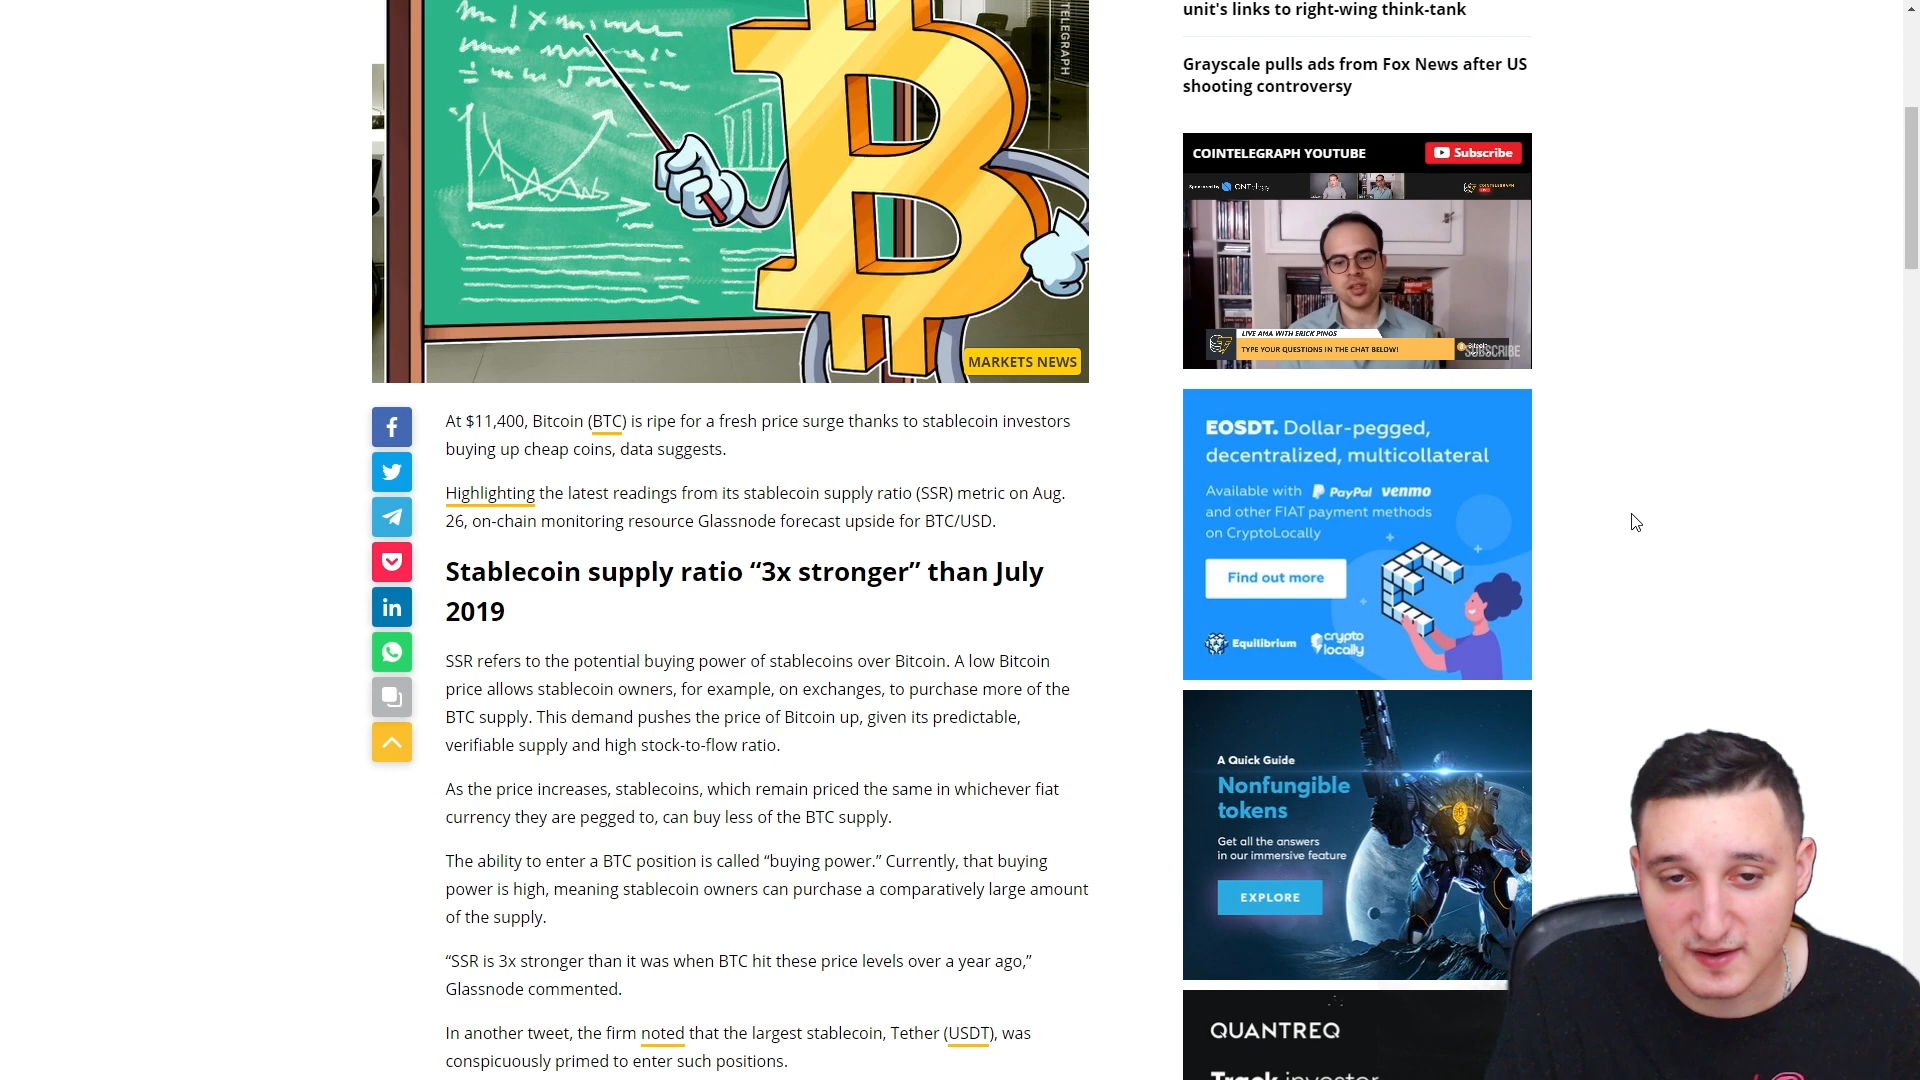 unit's links to right-wing think-tank
Grayscale pulls ads from Fox News after US
shooting controversy
TELEGRAPH
MARKETS NEWS
COINTELEGRAPH YOUTUBE
Subscribe
Sponsored by ONTology
COINTELEGRAPH
LIVE AMA WITH ERICK PINOS
TYPE YOUR QUESTIONS IN THE CHAT BELOW!
SUBSCRIBE
At $11,400, Bitcoin (BTC) is ripe for a fresh price surge thanks to stablecoin investors
buying up cheap coins, data suggests.
Highlighting the latest readings from its stablecoin supply ratio (SSR) metric on Aug.
26, on-chain monitoring resource Glassnode forecast upside for BTC/USD.
Stablecoin supply ratio “3x stronger” than July
2019
SSR refers to the potential buying power of stablecoins over Bitcoin. A low Bitcoin
price allows stablecoin owners, for example, on exchanges, to purchase more of the
BTC supply. This demand pushes the price of Bitcoin up, given its predictable,
verifiable supply and high stock-to-flow ratio.
As the price increases, stablecoins, which remain priced the same in whichever fiat
currency they are pegged to, can buy less of the BTC supply.
The ability to enter a BTC position is called “buying power.” Currently, that buying
power is high, meaning stablecoin owners can purchase a comparatively large amount
of the supply.
“SSR is 3x stronger than it was when BTC hit these price levels over a year ago,”
Glassnode commented.
In another tweet, the firm noted that the largest stablecoin, Tether (USDT), was
conspicuously primed to enter such positions.
EOSDT. Dollar-pegged,
decentralized, multicollateral
Available with PayPal venmo
and other FIAT payment methods
on CryptoLocally
Find out more
Equilibrium
crypto
locally
A Quick Guide
Nonfungible
tokens
Get all the answers
in our immersive feature
EXPLORE
QUANTREQ
Track investor